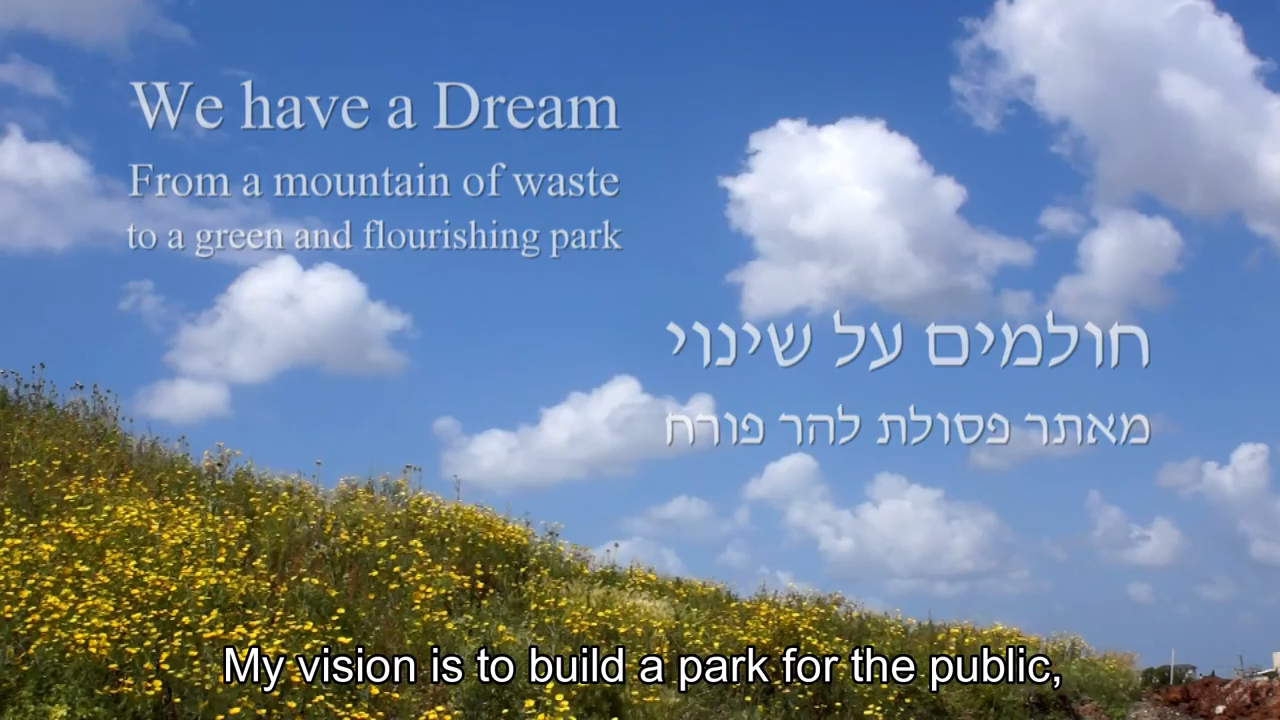 We have a Dream
From a mountain of waste
to a green and flourishing park
חולמים על שינוי
מאתר פסולת להר פורח
My vision is to build a park for the public,